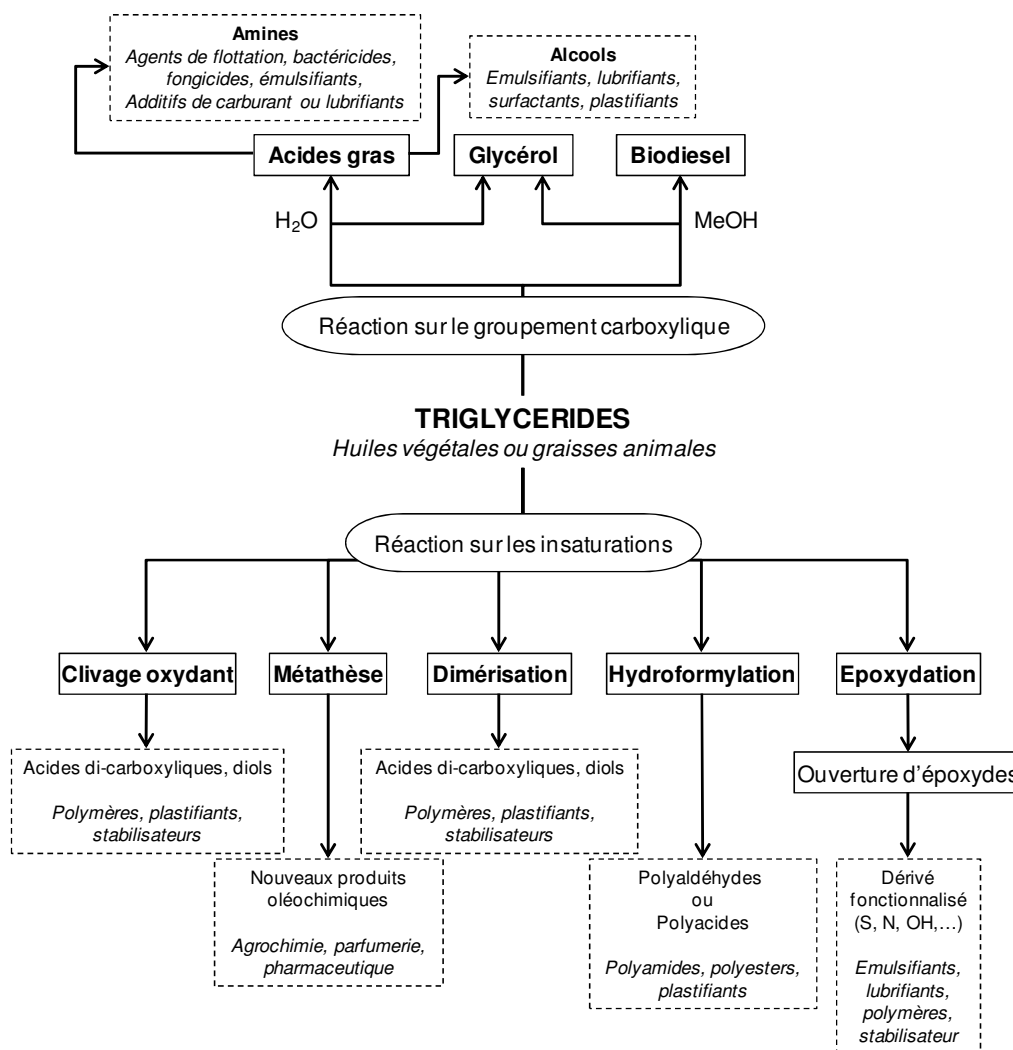 Amines
Agents de flottation, bactéricides,
fongicides, émulsifiants,
Additifs de carburant ou lubrifiants
Alcools
Emulsifiants, lubrifiants,
surfactants, plastifiants
Acides gras
Glycérol
Biodiesel
H₂O
MeOH
Réaction sur le groupement carboxylique
TRIGLYCERIDES
Huiles végétales ou graisses animales
Réaction sur les insaturations
Clivage oxydant
Métathèse
Dimérisation
Hydroformylation
Epoxydation
Acides di-carboxyliques, diols
Polymères, plastifiants,
stabilisateurs
Acides di-carboxyliques, diols
Polymères, plastifiants,
stabilisateurs
Ouverture d'époxydes
Nouveaux produits
oléochimiques
Agrochimie, parfumerie,
pharmaceutique
Polyaldéhydes
ou
Polyacides
Polyamides, polyesters,
plastifiants
Dérivé
fonctionnalisé
(S, N, OH,…)
Emulsifiants,
lubrifiants,
polymères,
stabilisateur